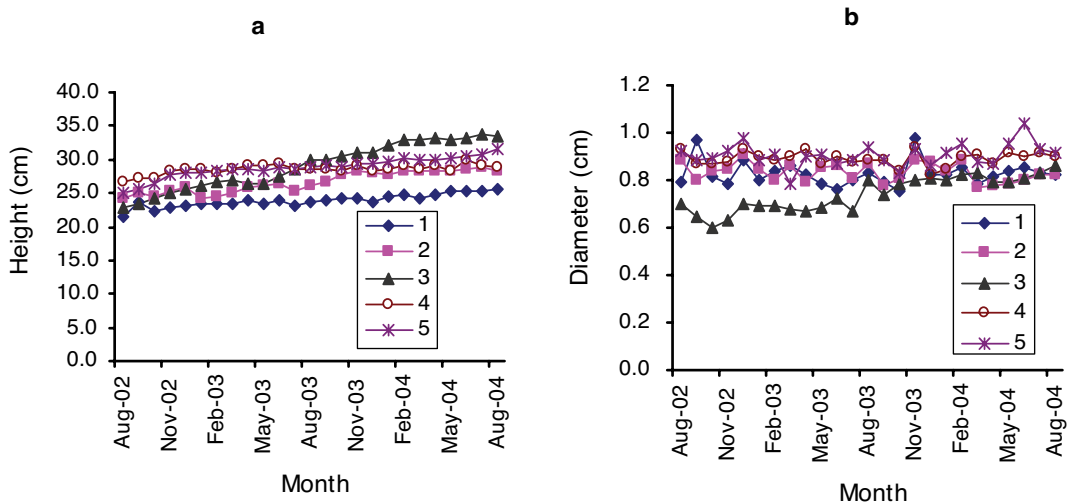 a
Height (cm)
40.0
35.0
30.0
25.0
20.0
15.0
10.0
5.0
0.0
1
2
3
4
5
Aug-02
Nov-02
Feb-03
May-03
Aug-03
Nov-03
Feb-04
May-04
Aug-04
Month
b
Diameter (cm)
1.2
1.0
0.8
0.6
0.4
0.2
0.0
1
2
3
4
5
Aug-02
Nov-02
Feb-03
May-03
Aug-03
Nov-03
Feb-04
May-04
Aug-04
Month